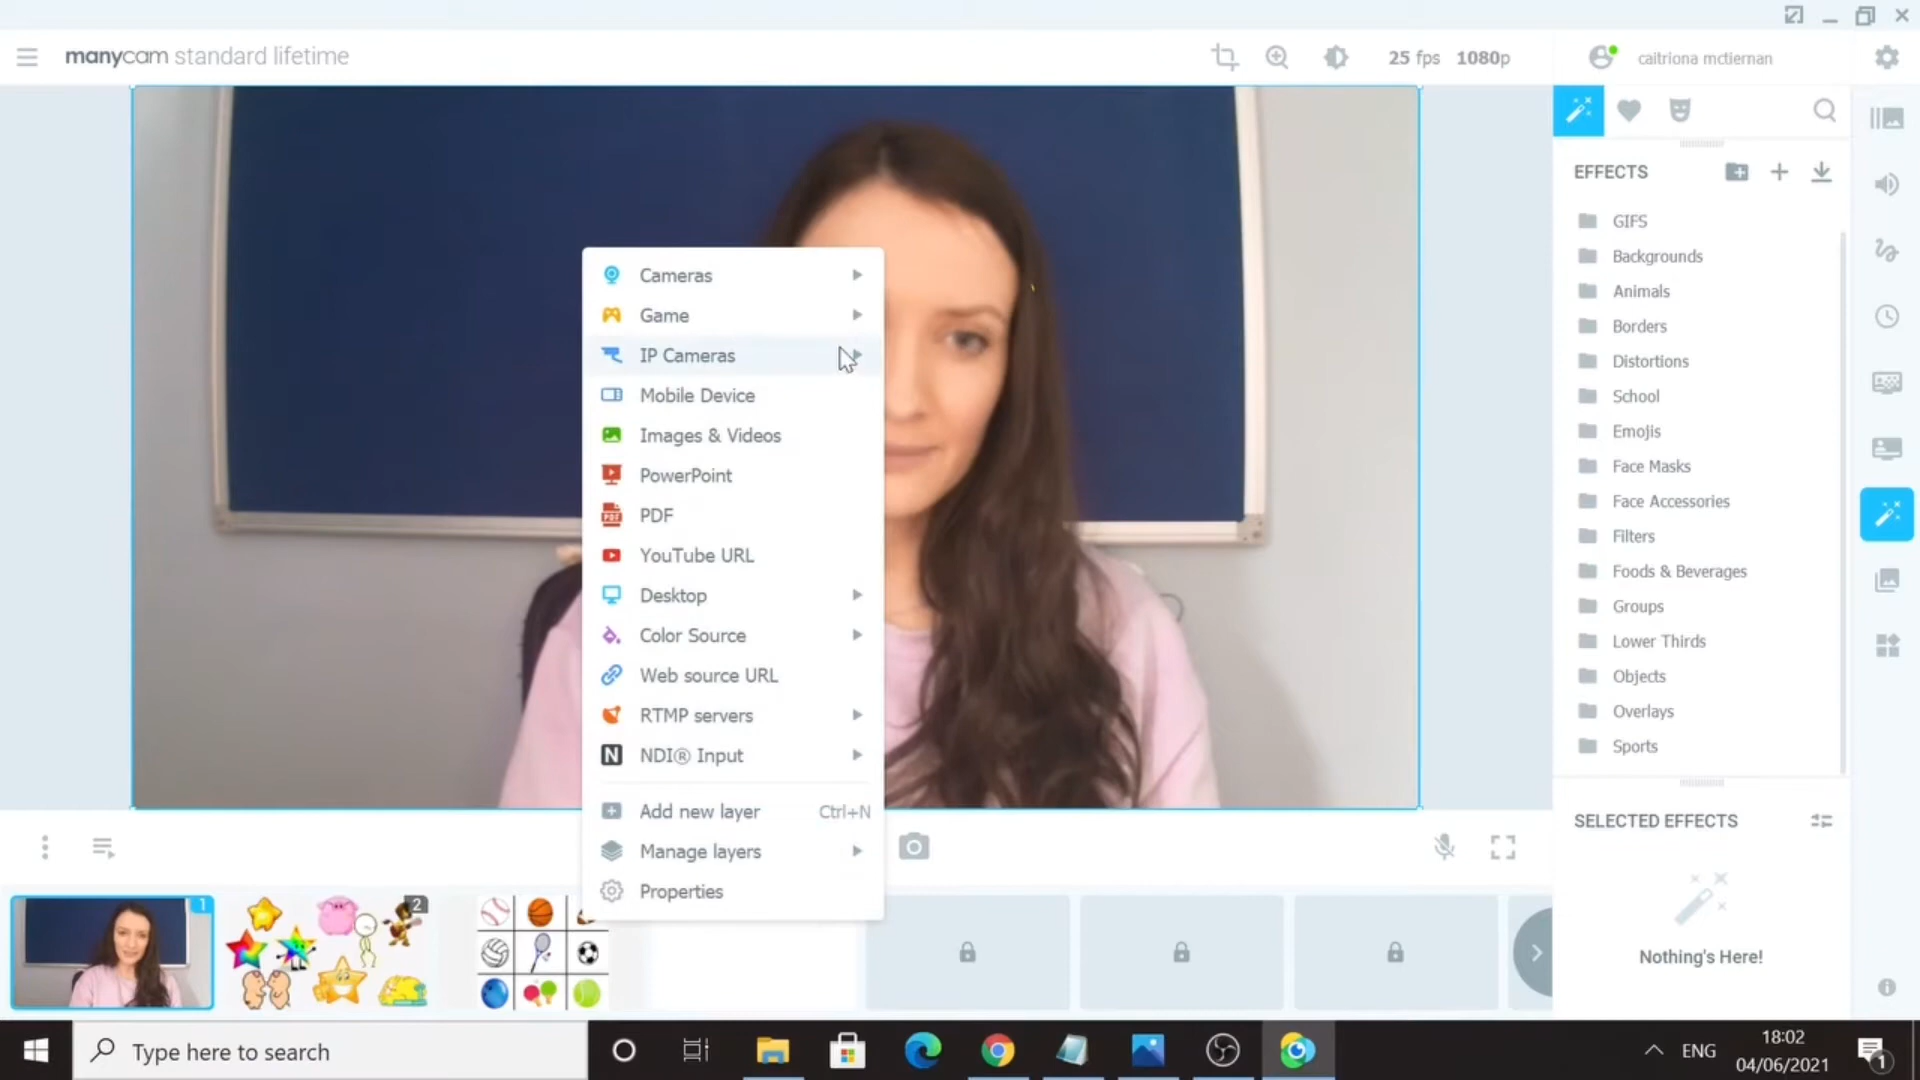 manycam standard lifetime
25 fps 1080p
caitriona mctiernan
EFFECTS
GIFS
Backgrounds
Animals
Borders
Distortions
School
Emojis
Face Masks
Face Accessories
Filters
Foods & Beverages
Groups
Lower Thirds
Objects
Overlays
Sports
SELECTED EFFECTS
Nothing's Here!
Cameras
Game
IP Cameras
Mobile Device
Images & Videos
PowerPoint
PDF
PDF
YouTube URL
Desktop
Color Source
Web source URL
RTMP servers
N NDI® Input
Add new layer Ctrl+N
Manage layers
Properties
1
2
Type here to search
ENG
18:02
04/06/2021
1